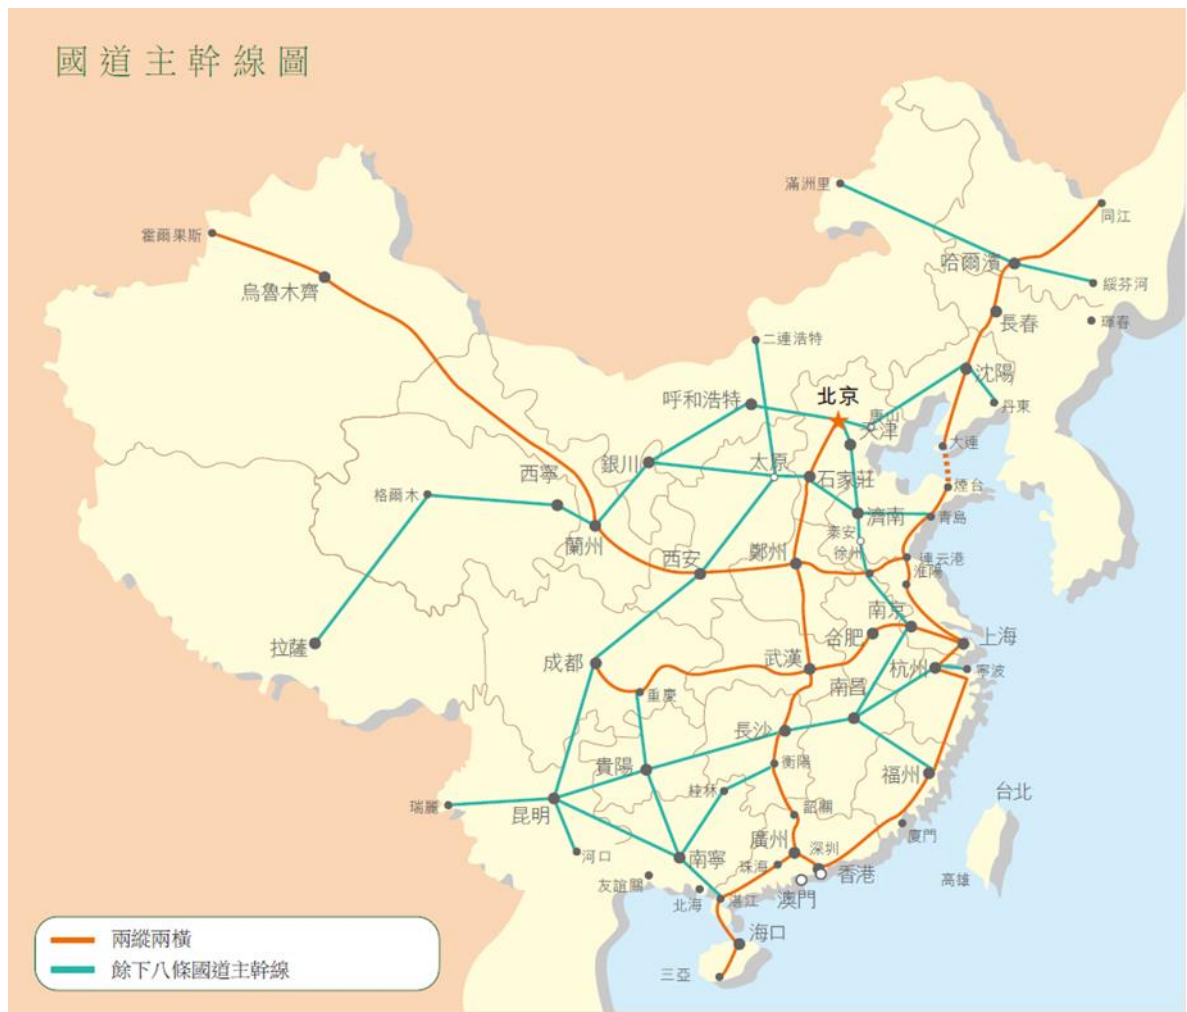 國道主幹線圖
滿洲里
同江
霍爾果斯
哈爾濱
烏魯木齊
綏芬河
長春
琿春
二連浩特
沈陽
呼和浩特
北京
唐山
丹東
天津
大連
銀川
太原
西寧
石家莊
格爾木
煙台
濟南
青島
泰安
蘭州
西安
鄭州
徐州
連云港
淮陽
南京
合肥
上海
拉薩
成都
武漢
杭州
寧波
重慶
南昌
長沙
貴陽
衡陽
福州
桂林
台北
瑞麗
昆明
韶關
廈門
廣州
深圳
河口
南寧
珠海
香港
高雄
友誼關
北海
湛江
澳門
海口
三亞
兩縱兩橫
餘下八條國道主幹線